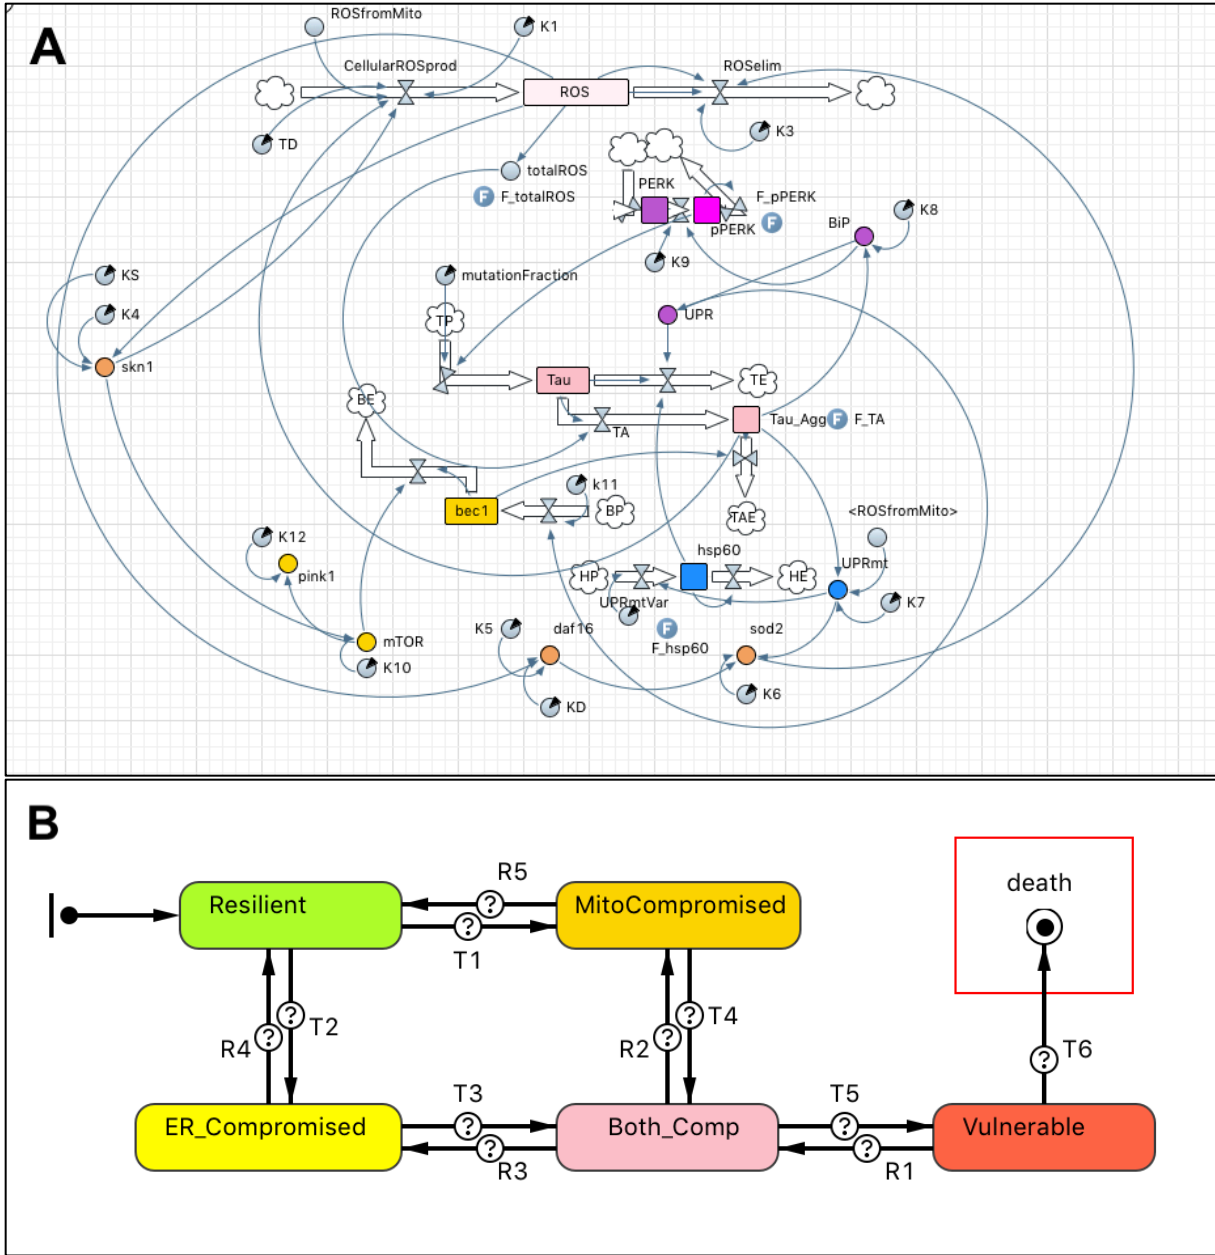 A
ROSfromMito
K1
CellularROSprod
ROSelim
ROS
TD
K3
totalROS
F F_totalROS
PERK
F_pPERK
pPERK
F
BiP
K8
K9
KS
mutationFraction
K4
TP
UPR
skn1
Tau
TE
BE
TA
Tau_Agg F F_TA
k11
bec1
BP
TAE
<ROSfromMito>
K12
hsp60
pink1
HP
HE
UPRmt
UPRmtVar
K7
K5
daf16
F
F_hsp60
sod2
mTOR
K10
KD
K6
B
R5
death
Resilient
MitoCompromised
T1
?
R4
T2
R2
T4
T6
T3
T5
ER_Compromised
Both_Comp
Vulnerable
R3
R1